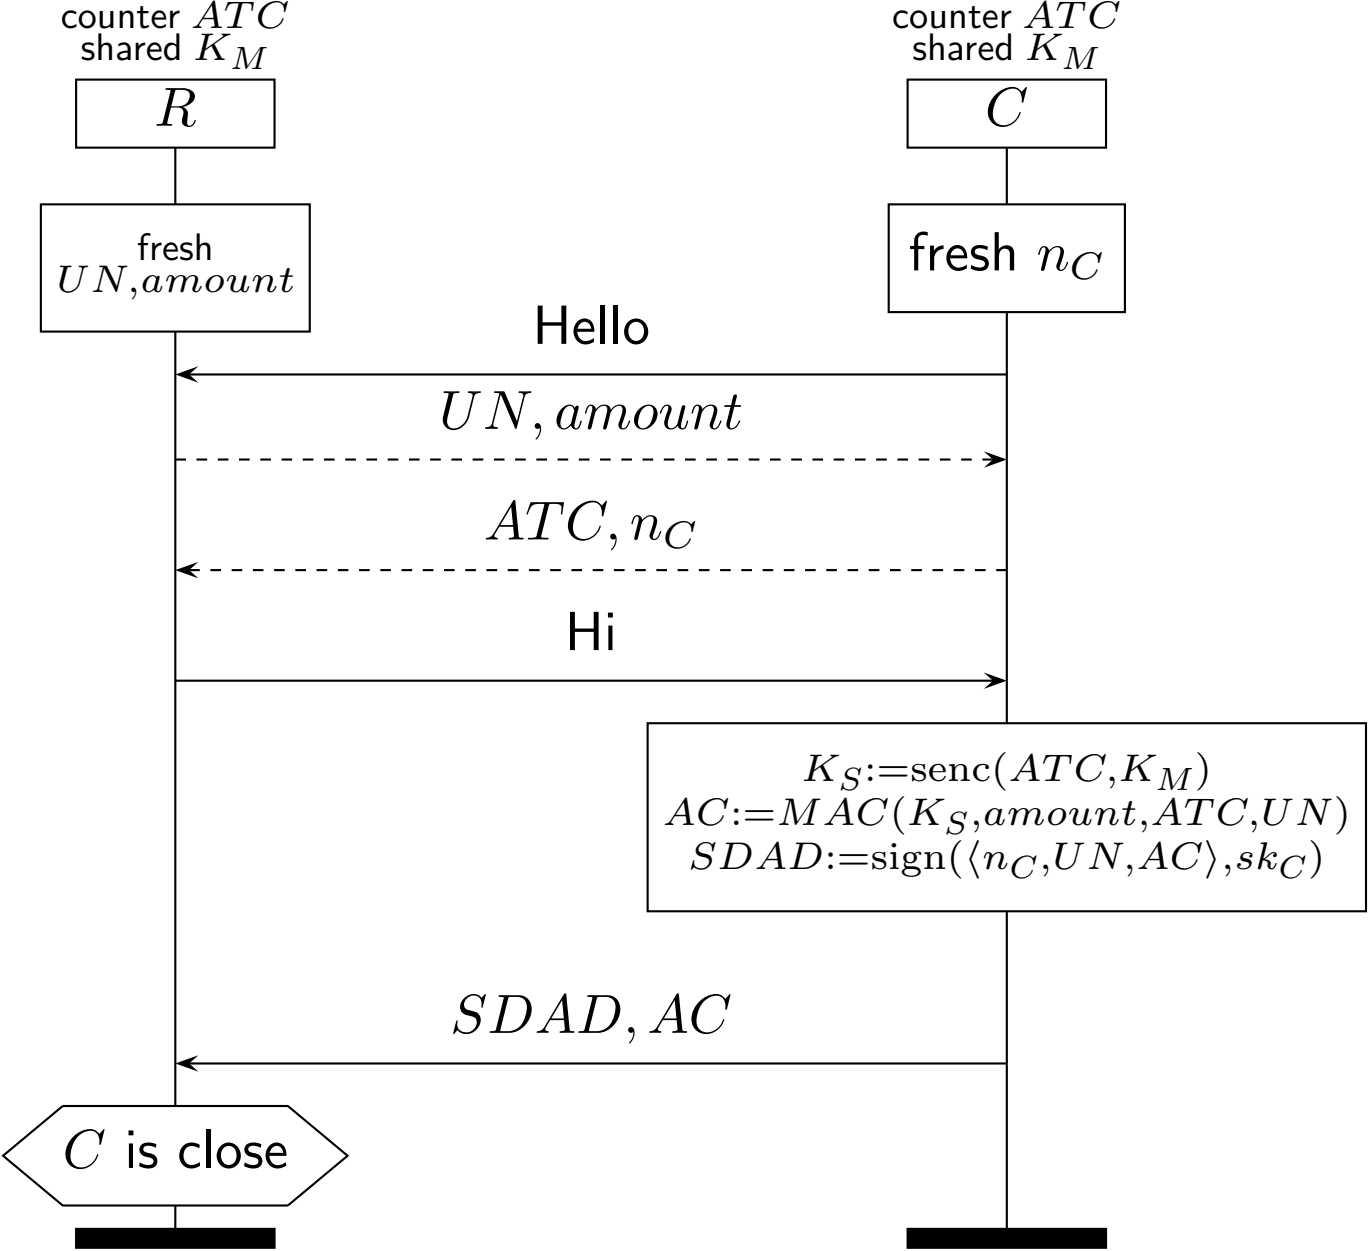 counter ATC
shared K_M
R
counter ATC
shared K_M
C
fresh
UN,amount
fresh n_C
Hello
UN, amount
ATC, n_C
Hi
K_S:=senc(ATC,K_M)
AC:=MAC(K_S,amount,ATC,UN)
SDAD:=sign(⟨n_C,UN,AC⟩,sk_C)
SDAD, AC
C is close